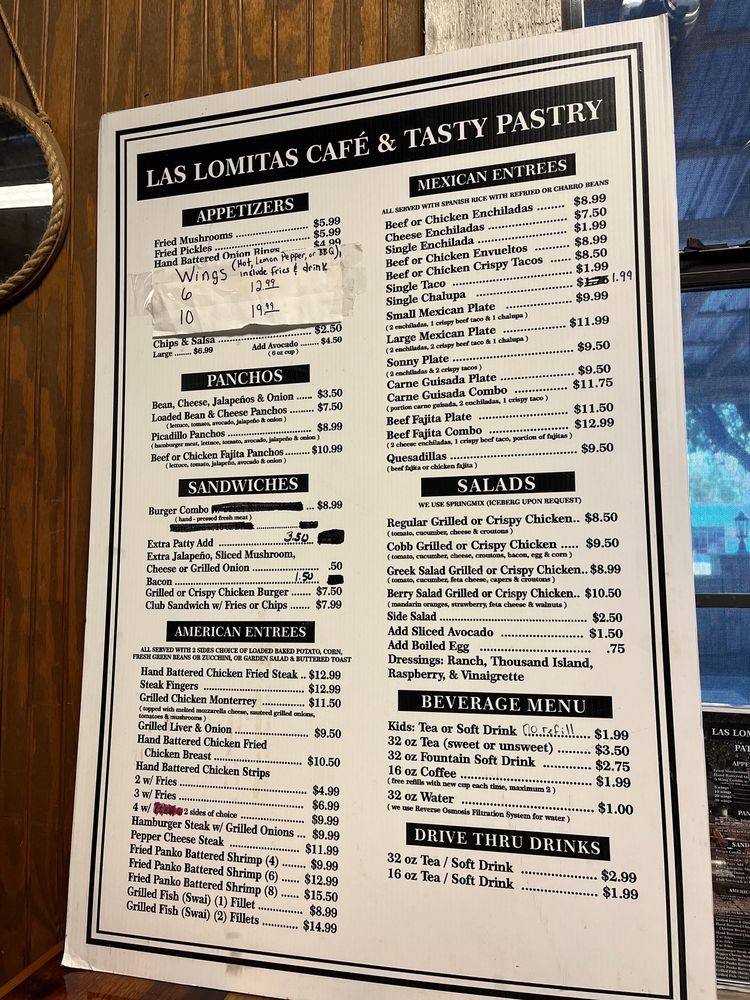 LAS LOMITAS CAFÉ & TASTY PASTRY
APPETIZERS
Fried Mushrooms ........ $5.99
Fried Pickles ........ $5.99
Hand Battered Onion Rings .. $4.99
Wings (Hot, Lemon Pepper, or BBQ),
include fries & drink
6 12.99
10 19.99
Chips & Salsa ........ $2.50
Large ........ $6.99 Add Avocado ........ $4.50
(6 oz cup)
PANCHOS
Bean, Cheese, Jalapeños & Onion ..... $3.50
Loaded Bean & Cheese Panchos ....... $7.50
(lettuce, tomato, avocado, jalapeño & onion)
Picadillo Panchos ........ $8.99
(hamburger meat, lettuce, tomato, avocado, jalapeño & onion)
Beef or Chicken Fajita Panchos ....... $10.99
(lettuce, tomato, jalapeño, avocado & onion)
SANDWICHES
Burger Combo ... $8.99
(hand - pressed fresh meat)
Extra Patty Add ........ 3.50
Extra Jalapeño, Sliced Mushroom,
Cheese or Grilled Onion ........ .50
Bacon ........ 1.50
Grilled or Crispy Chicken Burger ....... $7.50
Club Sandwich w/ Fries or Chips ....... $7.99
AMERICAN ENTREES
ALL SERVED WITH 2 SIDES CHOICE OF LOADED BAKED POTATO, CORN,
FRESH GREEN BEANS OR ZUCCHINI, OR GARDEN SALAD & BUTTERED TOAST
Hand Battered Chicken Fried Steak .. $12.99
Steak Fingers ........ $12.99
Grilled Chicken Monterrey ........ $11.50
(topped with melted mozzarella cheese, sauteed grilled onions,
tomatoes & mushrooms)
Grilled Liver & Onion ........ $9.50
Hand Battered Chicken Fried
Chicken Breast ........ $10.50
Hand Battered Chicken Strips
2 w/ Fries ........ $4.99
3 w/ Fries ........ $6.99
4 w/ 2 sides of choice ........ $9.99
Hamburger Steak w/ Grilled Onions ... $9.99
Pepper Cheese Steak ........ $11.99
Fried Panko Battered Shrimp (4) ........ $9.99
Fried Panko Battered Shrimp (6) ..... $12.99
Fried Panko Battered Shrimp (8) ..... $15.50
Grilled Fish (Swai) (1) Fillet ........ $8.99
Grilled Fish (Swai) (2) Fillets ........ $14.99
MEXICAN ENTREES
ALL SERVED WITH SPANISH RICE WITH REFRIED OR CHARRO BEANS
Beef or Chicken Enchiladas ....... $8.99
Cheese Enchiladas ........ $7.50
Single Enchilada ........ $1.99
Beef or Chicken Envueltos ........ $8.99
Beef or Chicken Crispy Tacos ...... $8.50
Single Taco ........ $1.99
Single Chalupa ........ 1.99
Small Mexican Plate ........ $9.99
(2 enchiladas, 1 crispy beef taco & 1 chalupa)
Large Mexican Plate ........ $11.99
(2 enchiladas, 2 crispy beef taco & 1 chalupa)
Sonny Plate ........ $9.50
(2 enchiladas & 2 crispy tacos)
Carne Guisada Plate ........ $9.50
Carne Guisada Combo ........ $11.75
(portion carne guisada, 2 enchiladas, 1 crispy taco)
Beef Fajita Plate ........ $11.50
Beef Fajita Combo ........ $12.99
(2 cheese enchiladas, 1 crispy beef taco, portion of fajitas)
Quesadillas ........ $9.50
(beef fajita or chicken fajita)
SALADS
WE USE SPRINGMIX (ICEBERG UPON REQUEST)
Regular Grilled or Crispy Chicken.. $8.50
(tomato, cucumber, cheese & croutons)
Cobb Grilled or Crispy Chicken ..... $9.50
(tomato, cucumber, cheese, croutons, bacon, egg & corn)
Greek Salad Grilled or Crispy Chicken.. $8.99
(tomato, cucumber, feta cheese, capers & croutons)
Berry Salad Grilled or Crispy Chicken.. $10.50
(mandarin oranges, strawberry, feta cheese & walnuts)
Side Salad ........ $2.50
Add Sliced Avocado ........ $1.50
Add Boiled Egg ........ .75
Dressings: Ranch, Thousand Island,
Raspberry, & Vinaigrette
BEVERAGE MENU
Kids: Tea or Soft Drink no refill.... $1.99
32 oz Tea (sweet or unsweet) ........ $3.50
32 oz Fountain Soft Drink ........ $2.75
16 oz Coffee ........ $1.99
(free refills with new cup each time, maximum 2)
32 oz Water ........ $1.00
(we use Reverse Osmosis Filtration System for water)
DRIVE THRU DRINKS
32 oz Tea / Soft Drink ........ $2.99
16 oz Tea / Soft Drink ........ $1.99
LAS LOM